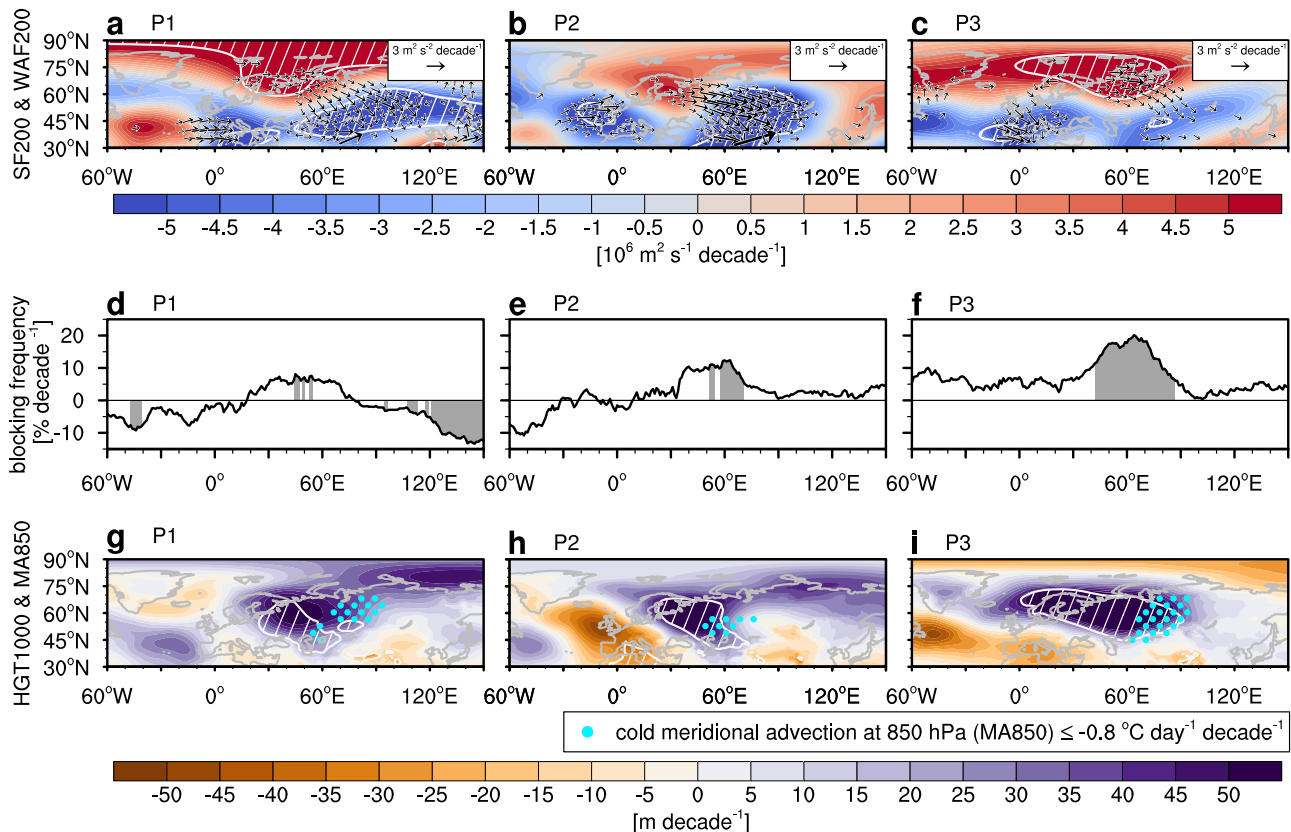 a P1 b P2 c P3
SF200 & WAF200
90°N 75°N 60°N 45°N 30°N
3 m² s⁻² decade⁻¹ 3 m² s⁻² decade⁻¹ 3 m² s⁻² decade⁻¹
60°W 0° 60°E 120°E 60°W 0° 60°E 120°E 60°W 0° 60°E 120°E
-5 -4.5 -4 -3.5 -3 -2.5 -2 -1.5 -1 -0.5 0 0.5 1 1.5 2 2.5 3 3.5 4 4.5 5
[10⁶ m² s⁻¹ decade⁻¹]
d P1 e P2 f P3
blocking frequency
[% decade⁻¹]
20 10 0 -10
60°W 0° 60°E 120°E 60°W 0° 60°E 120°E 60°W 0° 60°E 120°E
g P1 h P2 i P3
HGT1000 & MA850
90°N 75°N 60°N 45°N 30°N
60°W 0° 60°E 120°E 60°W 0° 60°E 120°E 60°W 0° 60°E 120°E
cold meridional advection at 850 hPa (MA850) ≤ -0.8 °C day⁻¹ decade⁻¹
-50 -45 -40 -35 -30 -25 -20 -15 -10 -5 0 5 10 15 20 25 30 35 40 45 50
[m decade⁻¹]